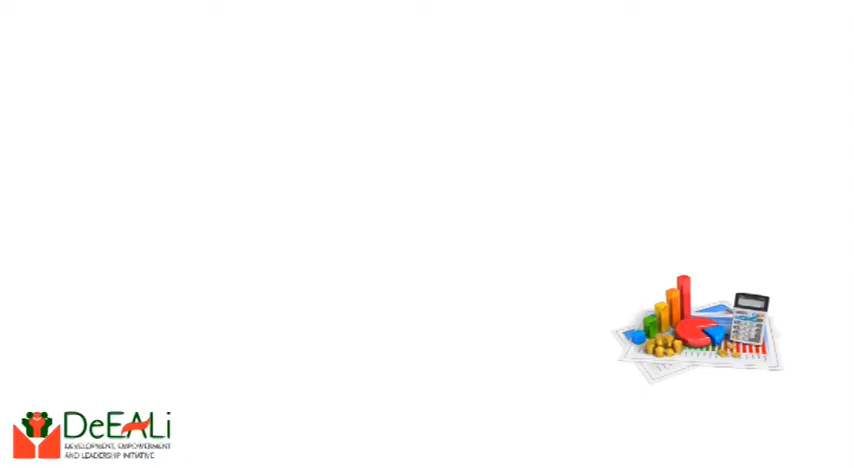 DeEALi
DEVELOPMENT, EMPOWERMENT
AND LEADERSHIP INITIATIVE